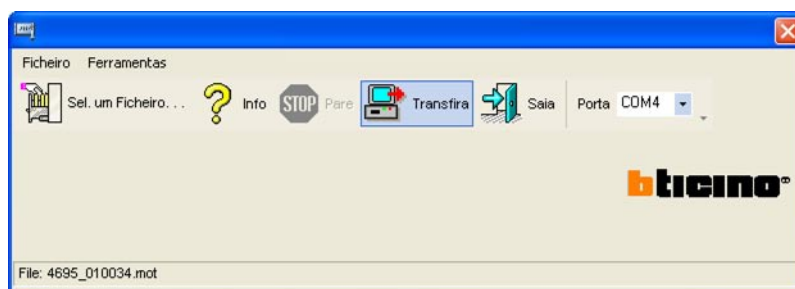 Ficheiro Ferramentas
Sel. um Ficheiro. . . Info STOP Pare Transfira Saia Porta COM4
bticino
File: 4695_010034.mot